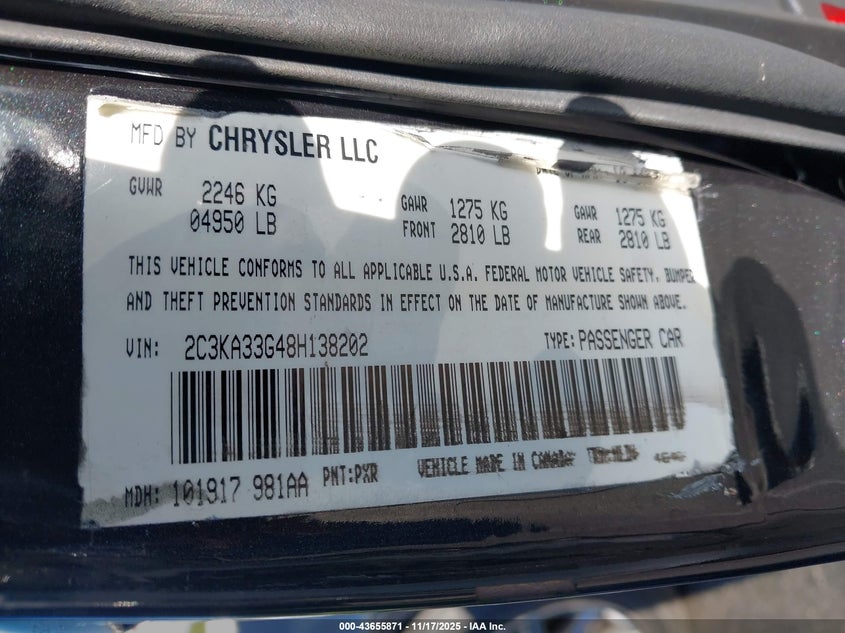 MFD BY CHRYSLER LLC
GVWR 2246 KG 04950 LB
GAWR FRONT 1275 KG 2810 LB
GAWR REAR 1275 KG 2810 LB
THIS VEHICLE CONFORMS TO ALL APPLICABLE U.S.A. FEDERAL MOTOR VEHICLE SAFETY, BUMPER
AND THEFT PREVENTION STANDARDS IN EFFECT ON THE DATE OF MANUFACTURE SHOWN ABOVE.
VIN: 2C3KA33G48H138202 TYPE: PASSENGER CAR
VEHICLE MADE IN CANADA
MDH: 101917 981AA PNT:PXR
000-43655871 - 11/17/2025 - IAA Inc.